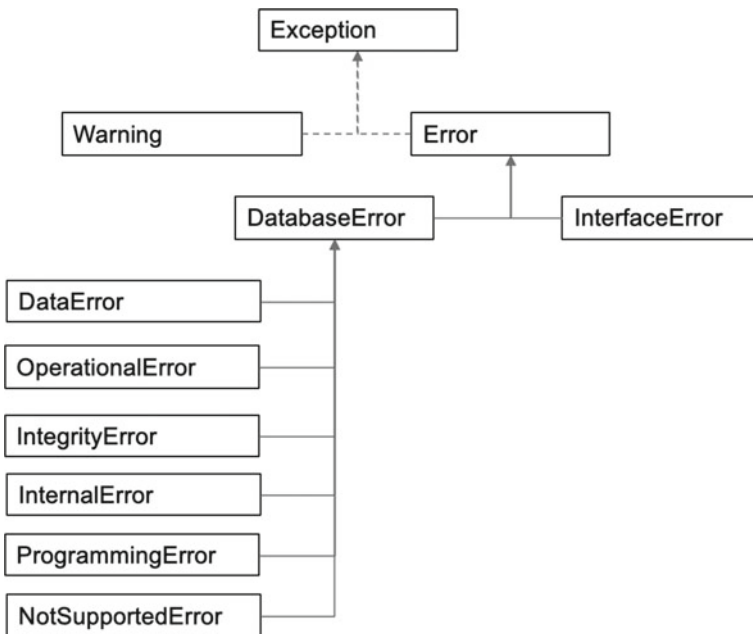 Exception
Warning
Error
DatabaseError
InterfaceError
DataError
OperationalError
IntegrityError
InternalError
ProgrammingError
NotSupportedError